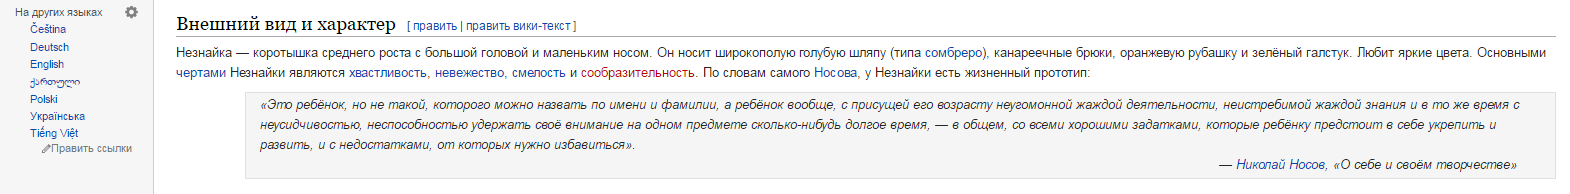 На других языках
Čeština
Deutsch
English
ქართული
Polski
Українська
Tiếng Việt
Править ссылки
Внешний вид и характер [ править | править вики-текст ]
Незнайка — коротышка среднего роста с большой головой и маленьким носом. Он носит широкополую голубую шляпу (типа сомбреро), канареечные брюки, оранжевую рубашку и зелёный галстук. Любит яркие цвета. Основными
чертами Незнайки являются хвастливость, невежество, смелость и сообразительность. По словам самого Носова, у Незнайки есть жизненный прототип:
«Это ребёнок, но не такой, которого можно назвать по имени и фамилии, а ребёнок вообще, с присущей его возрасту неугомонной жаждой деятельности, неистребимой жаждой знания и в то же время с
неусидчивостью, неспособностью удержать своё внимание на одном предмете сколько-нибудь долгое время, — в общем, со всеми хорошими задатками, которые ребёнку предстоит в себе укрепить и
развить, и с недостатками, от которых нужно избавиться».
— Николай Носов, «О себе и своём творчестве»